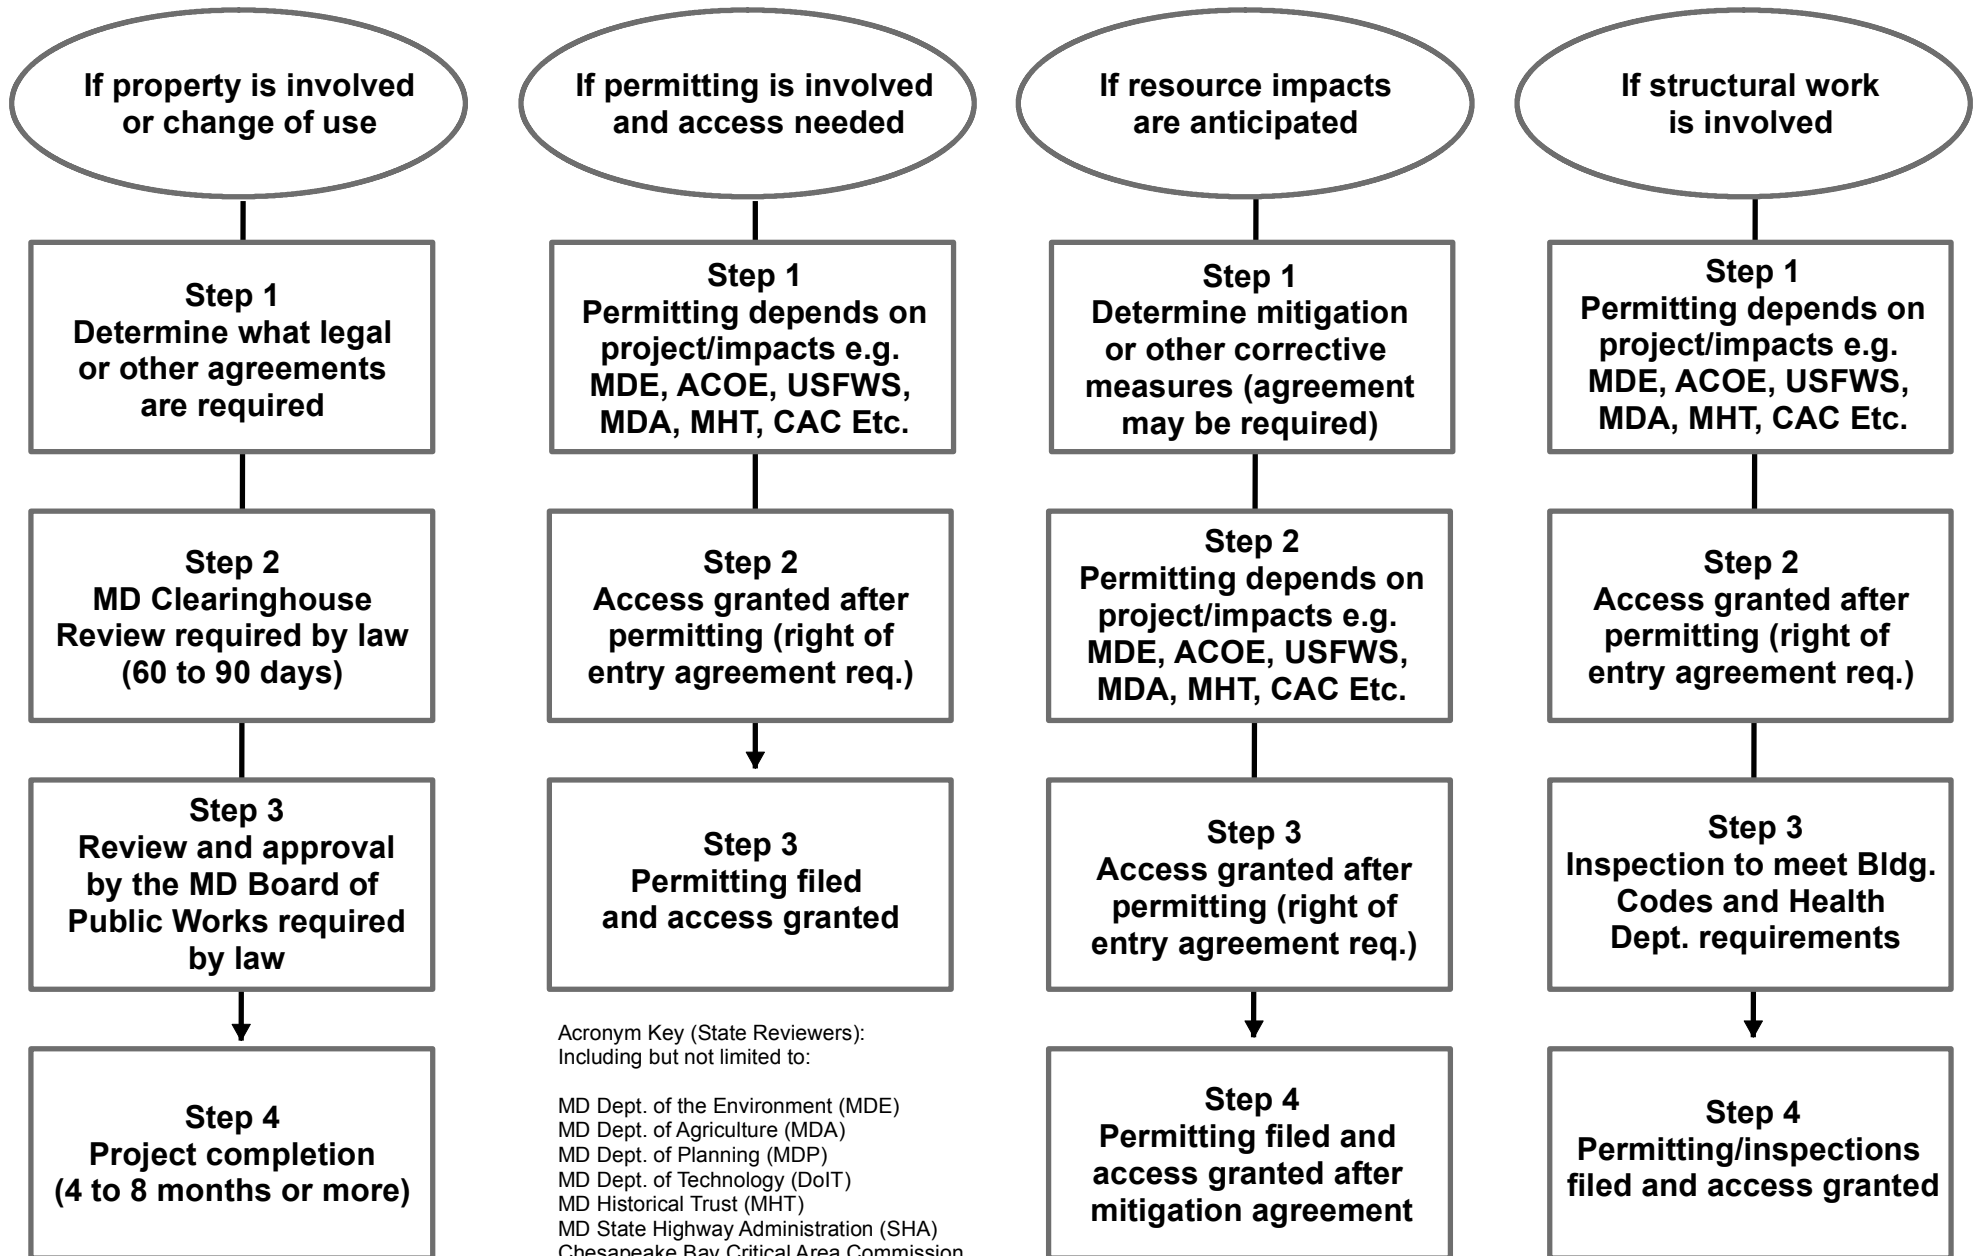 If property is involved
or change of use
Step 1
Determine what legal
or other agreements
are required
Step 2
MD Clearinghouse
Review required by law
(60 to 90 days)
Step 3
Review and approval
by the MD Board of
Public Works required
by law
Step 4
Project completion
(4 to 8 months or more)
If permitting is involved
and access needed
Step 1
Permitting depends on
project/impacts e.g.
MDE, ACOE, USFWS,
MDA, MHT, CAC Etc.
Step 2
Access granted after
permitting (right of
entry agreement req.)
Step 3
Permitting filed
and access granted
Acronym Key (State Reviewers):
Including but not limited to:
MD Dept. of the Environment (MDE)
MD Dept. of Agriculture (MDA)
MD Dept. of Planning (MDP)
MD Dept. of Technology (DoIT)
MD Historical Trust (MHT)
MD State Highway Administration (SHA)
Chesapeake Bay Critical Area Commission
If resource impacts
are anticipated
Step 1
Determine mitigation
or other corrective
measures (agreement
may be required)
Step 2
Permitting depends on
project/impacts e.g.
MDE, ACOE, USFWS,
MDA, MHT, CAC Etc.
Step 3
Access granted after
permitting (right of
entry agreement req.)
Step 4
Permitting filed and
access granted after
mitigation agreement
If structural work
is involved
Step 1
Permitting depends on
project/impacts e.g.
MDE, ACOE, USFWS,
MDA, MHT, CAC Etc.
Step 2
Access granted after
permitting (right of
entry agreement req.)
Step 3
Inspection to meet Bldg.
Codes and Health
Dept. requirements
Step 4
Permitting/inspections
filed and access granted